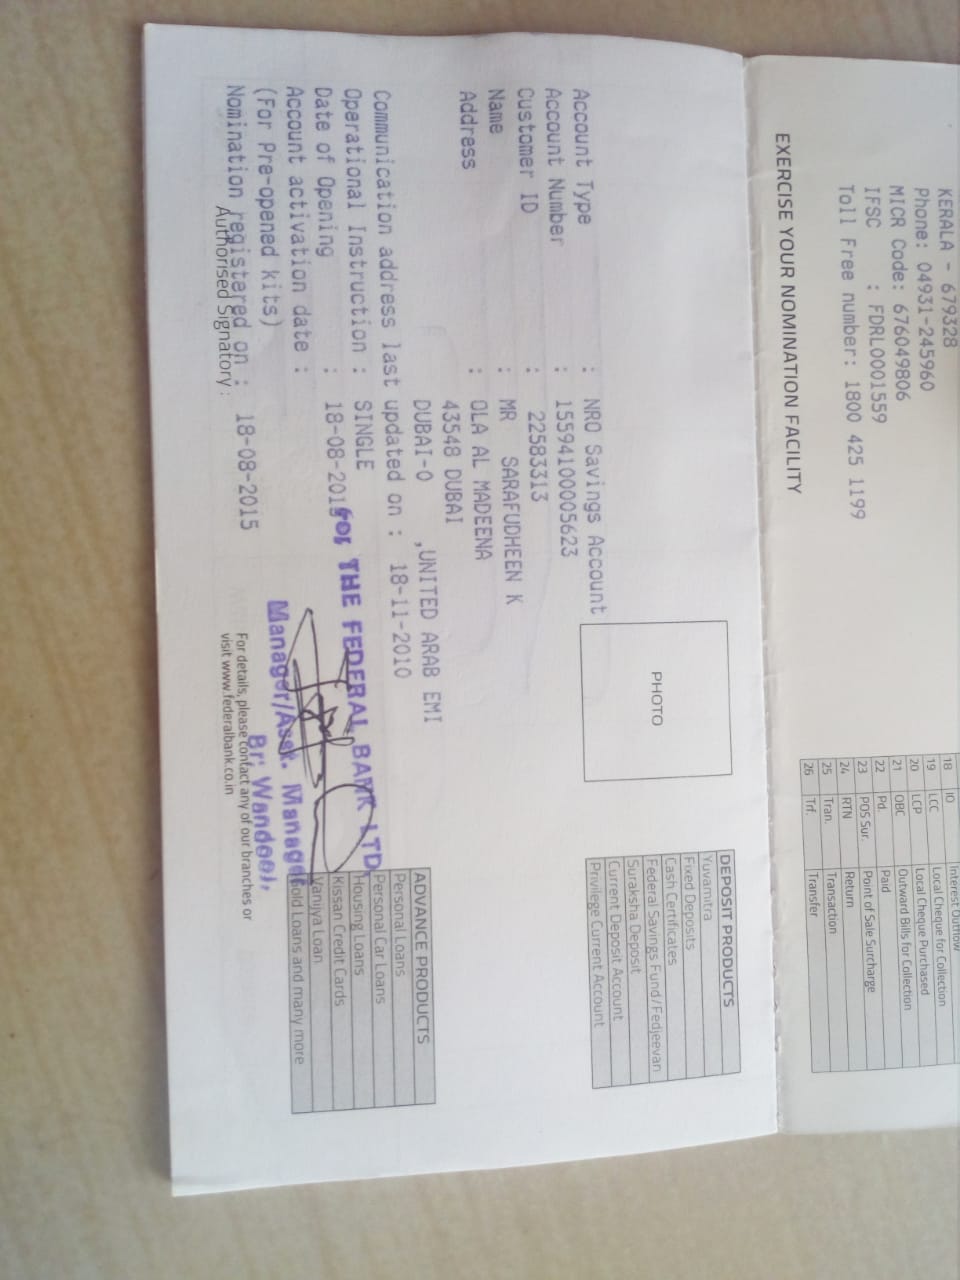 KERALA - 679328
Phone: 04931-245960
MICR Code: 676049806
IFSC : FDRL0001559
Toll Free number: 1800 425 1199
EXERCISE YOUR NOMINATION FACILITY
18 IO Interest Outflow
19 LCC Local Cheque for Collection
20 LCP Local Cheque Purchased
21 OBC Outward Bills for Collection
22 Pd. Paid
23 POS Sur. Point of Sale Surcharge
24 RTN Return
25 Tran. Transaction
26 Trf. Transfer
PHOTO
Account Type : NRO Savings Account
Account Number : 15594100005623
Customer ID : 22583313
Name : MR SARAFUDHEEN K
Address : OLA AL MADEENA
43548 DUBAI
DUBAI-O ,UNITED ARAB EMI
Communication address last updated on : 18-11-2010
Operational Instruction : SINGLE
Date of Opening : 18-08-2015
Account activation date :
(For Pre-opened kits)
Nomination registered on : 18-08-2015
Authorised Signatory :
for THE FEDERAL BANK LTD
Manager/Asst. Manager
Br: Wandoor
For details, please contact any of our branches or
visit www.federalbank.co.in
DEPOSIT PRODUCTS
Yuvamitra
Fixed Deposits
Cash Certificates
Federal Savings Fund/Fedjeevan
Suraksha Deposit
Current Deposit Account
Privilege Current Account
ADVANCE PRODUCTS
Personal Loans
Personal Car Loans
Housing Loans
Kissan Credit Cards
Vanijya Loan
Gold Loans and many more